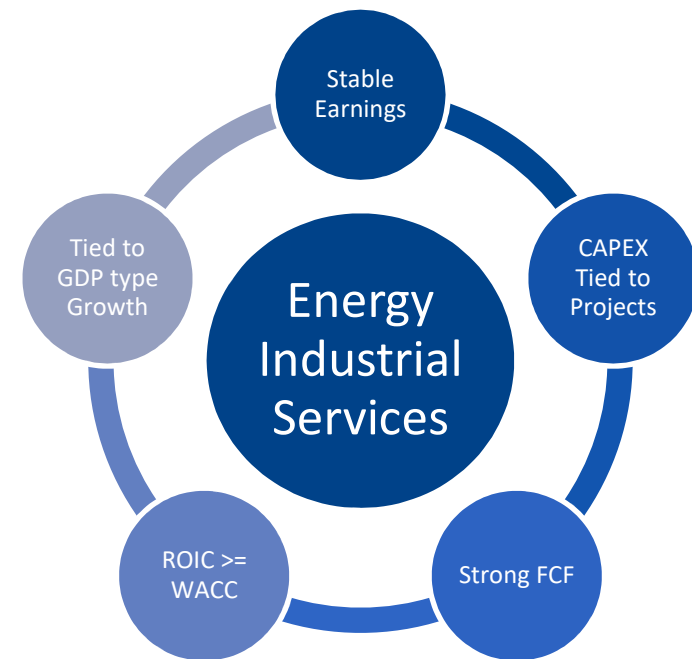 Stable
Earnings
CAPEX
Tied to
Projects
Strong FCF
ROIC >=
WACC
Tied to
GDP type
Growth
Energy
Industrial
Services